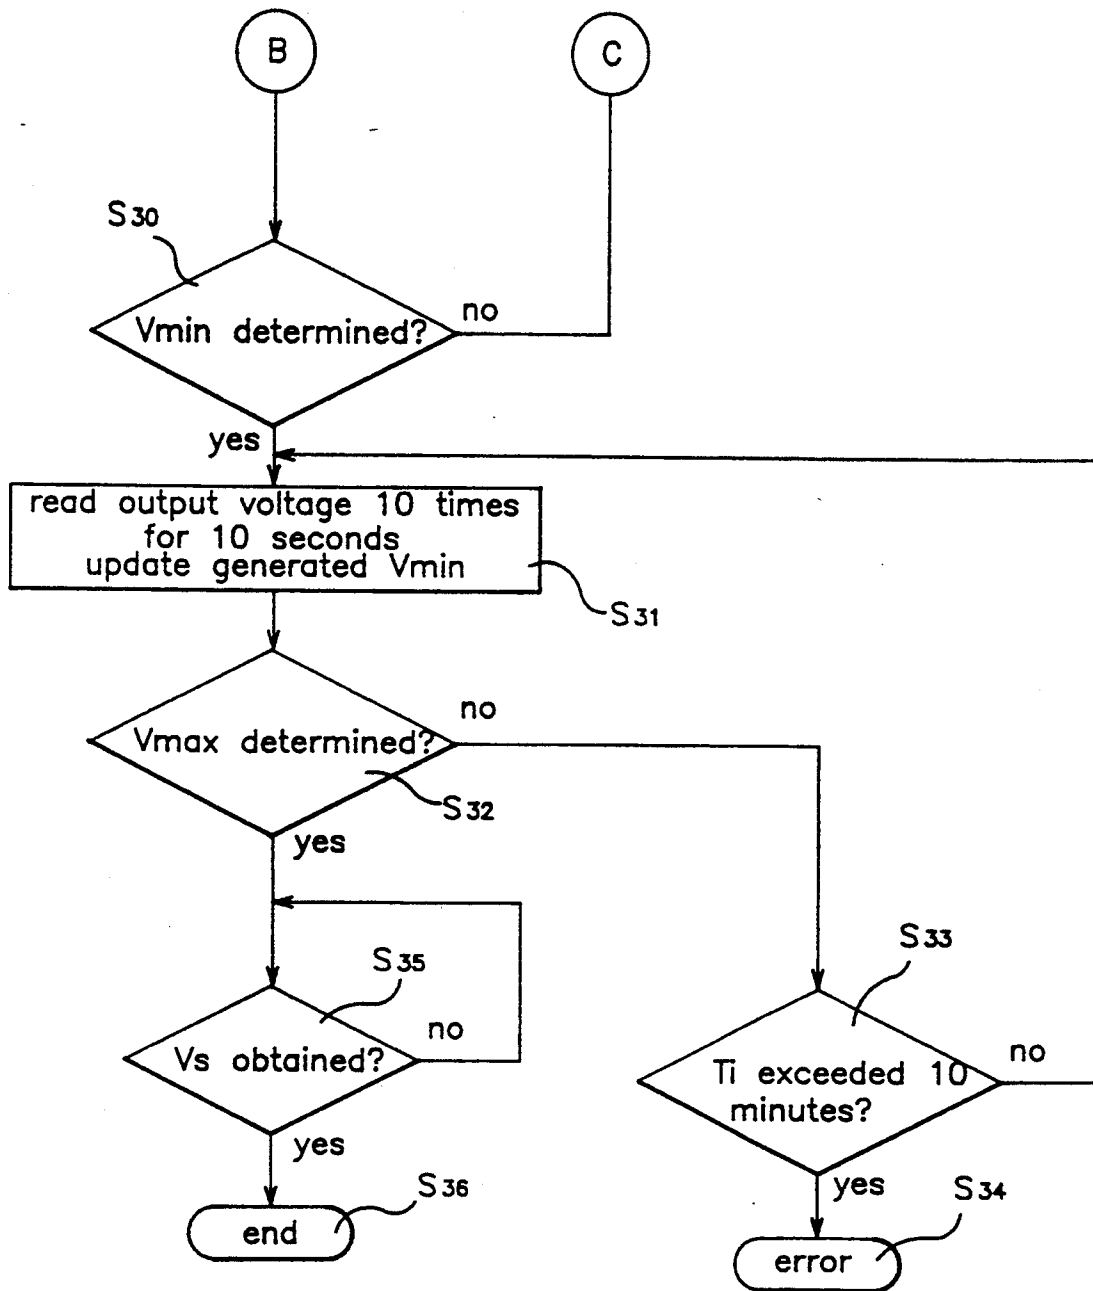 B
C
S30
Vmin determined?
no
yes
read output voltage 10 times
for 10 seconds
update generated Vmin
S31
Vmax determined?
no
S32
yes
S33
S35
Vs obtained?
no
Ti exceeded 10
minutes?
no
yes
yes
S36
end
S34
error